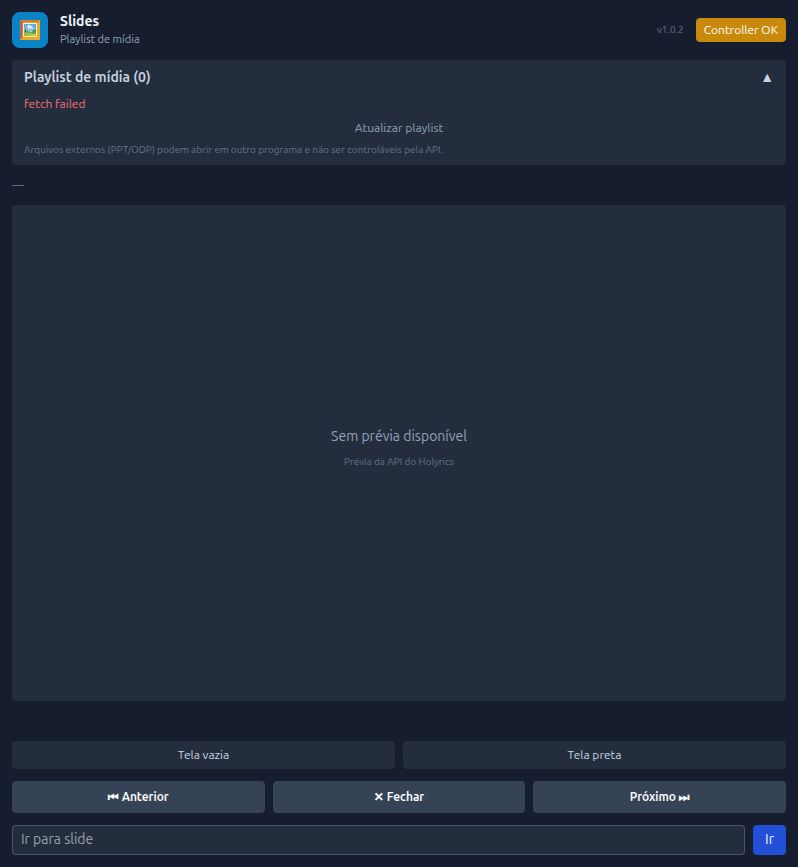 Slides
Playlist de mídia
v1.0.2
Controller OK
Playlist de mídia (0)
▲
fetch failed
Atualizar playlist
Arquivos externos (PPT/ODP) podem abrir em outro programa e não ser controláveis pela API.
—
Sem prévia disponível
Prévia da API do Holyrics
Tela vazia
Tela preta
⏮ Anterior
✕ Fechar
Próximo ⏭
Ir para slide
Ir